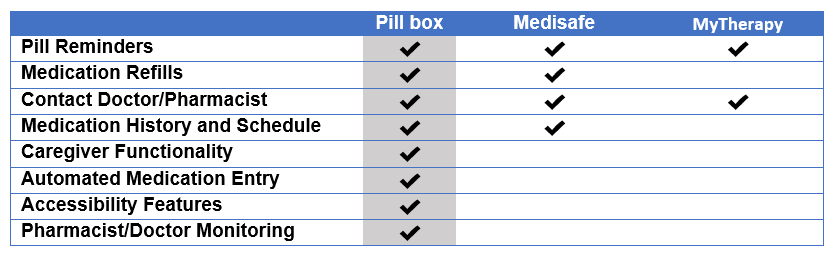 Pill box Medisafe MyTherapy
Pill Reminders ✔ ✔ ✔
Medication Refills ✔ ✔
Contact Doctor/Pharmacist ✔ ✔ ✔
Medication History and Schedule ✔ ✔
Caregiver Functionality ✔
Automated Medication Entry ✔
Accessibility Features ✔
Pharmacist/Doctor Monitoring ✔